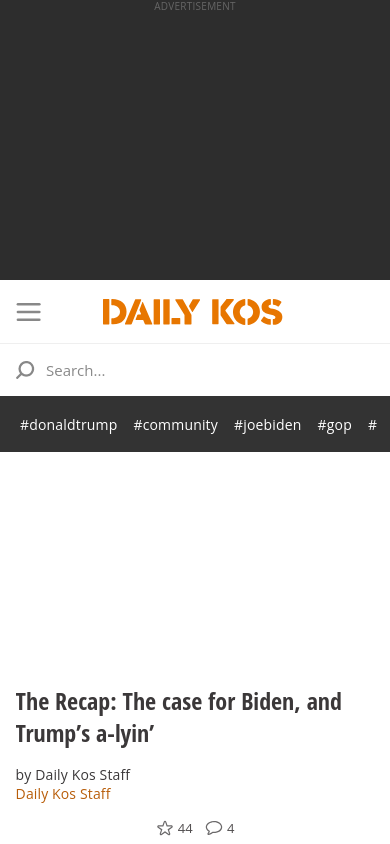 ADVERTISEMENT
DAILY KOS
Search...
#donaldtrump #community #joebiden #gop #
The Recap: The case for Biden, and
Trump’s a-lyin’
by Daily Kos Staff
Daily Kos Staff
44 4